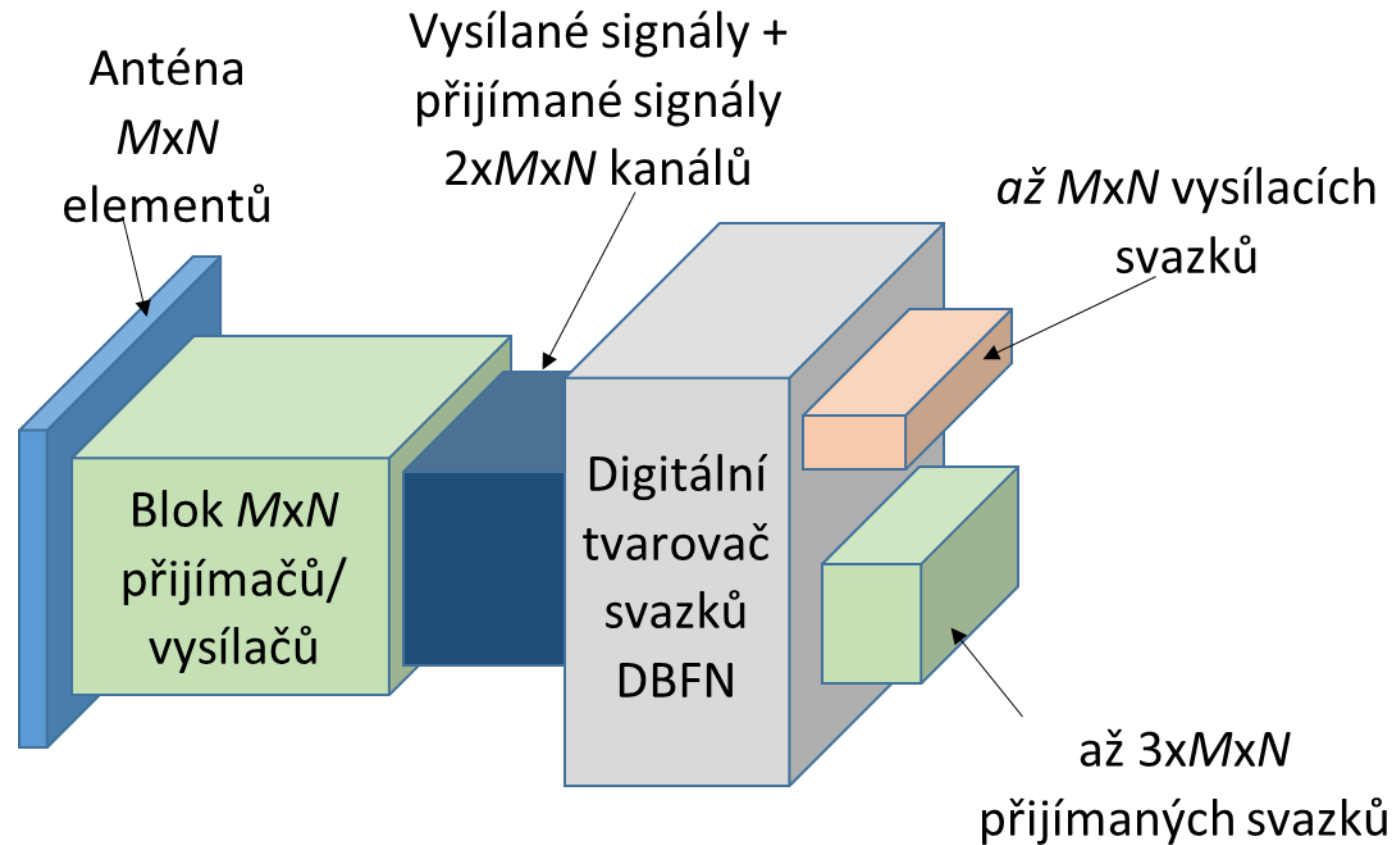 Anténa
MxN
elementů
Vysílané signály +
přijímané signály
2xMxN kanálů
až MxN vysílacích
svazků
Blok MxN
přijímačů/
vysílačů
Digitální
tvarovač
svazků
DBFN
až 3xMxN
přijímaných svazků